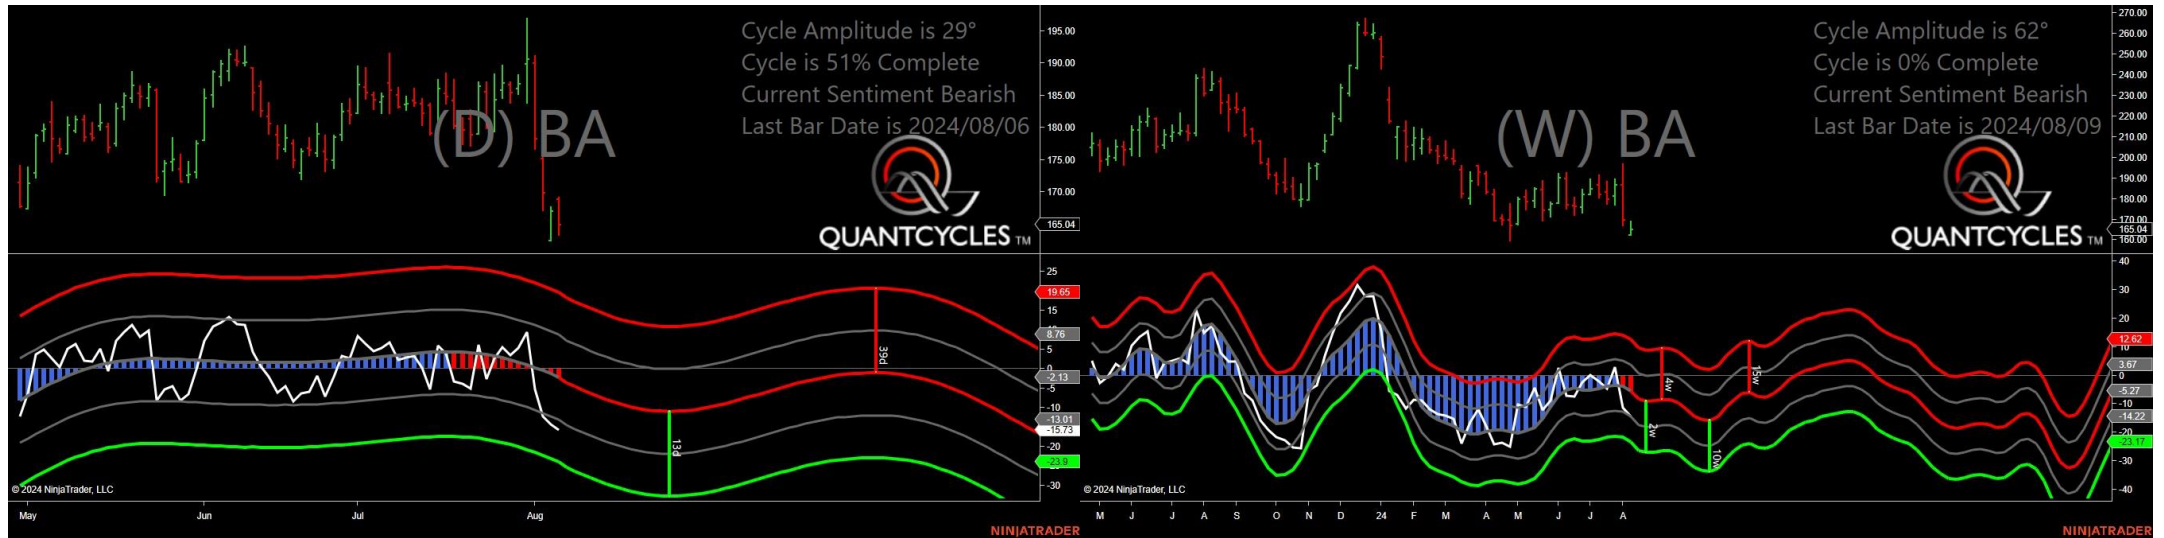 Cycle Amplitude is 29°
Cycle is 51% Complete
Current Sentiment Bearish
Last Bar Date is 2024/08/06
(D) BA
QUANTCYCLES TM
195.00
190.00
185.00
180.00
175.00
170.00
165.04
25
19.65
15
8.76
5
0
-2.13
-5
-10
-13.01
-15.73
-20
-23.9
-30
39d
13d
© 2024 NinjaTrader, LLC
May Jun Jul Aug
NINJATRADER
Cycle Amplitude is 62°
Cycle is 0% Complete
Current Sentiment Bearish
Last Bar Date is 2024/08/09
(W) BA
QUANTCYCLES TM
270.00
260.00
250.00
240.00
230.00
220.00
210.00
200.00
190.00
180.00
170.00
165.04
160.00
40
30
20
12.62
10
3.67
0
-5.27
-10
-14.22
-20
-23.17
-30
-40
4w
15w
2w
10w
© 2024 NinjaTrader, LLC
M J J A S O N D 24 F M A M J J A
NINJATRADER